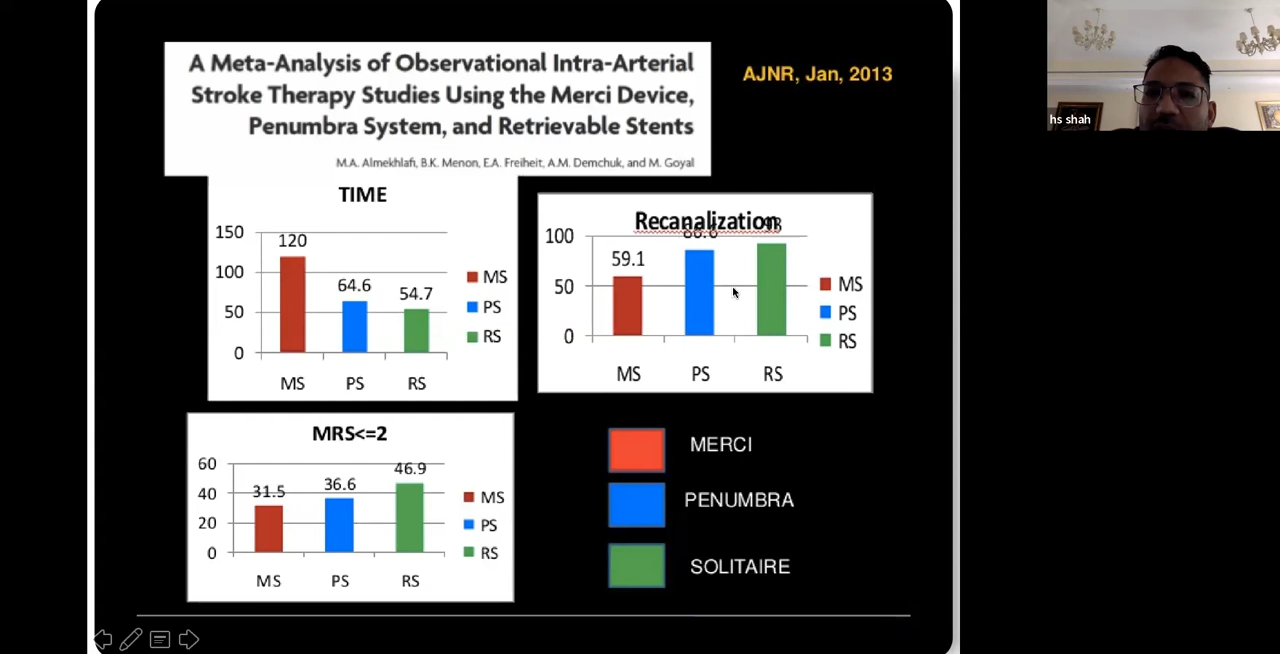 A Meta-Analysis of Observational Intra-Arterial
Stroke Therapy Studies Using the Merci Device,
Penumbra System, and Retrievable Stents
M.A. Almekhlafi, B.K. Menon, E.A. Freiheit, A.M. Demchuk, and M. Goyal
AJNR, Jan, 2013
hs shah
TIME
150
100
50
0
120
64.6
54.7
MS
PS
RS
MS PS RS
Recanalization
100
50
0
59.1
MS
PS
RS
MS PS RS
MRS<=2
60
40
20
0
31.5
36.6
46.9
MS
PS
RS
MS PS RS
MERCI
PENUMBRA
SOLITAIRE